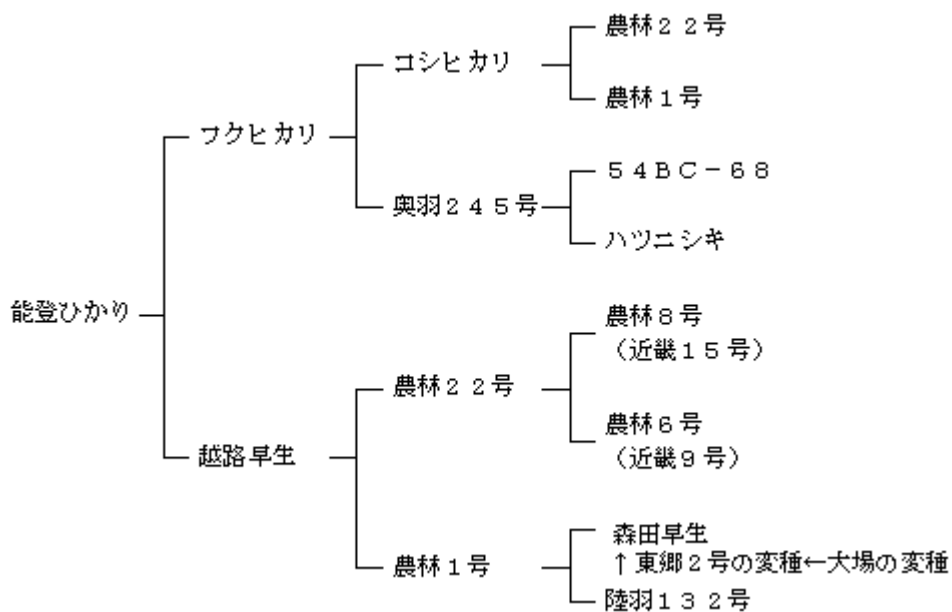 農林２２号
コシヒカリ
農林１号
フクヒカリ
５４ＢＣ－６８
奥羽２４５号
ハツニシキ
能登ひかり
農林８号
（近畿１５号）
農林２２号
農林６号
（近畿９号）
越路早生
森田早生
↑東郷２号の変種←大場の変種
農林１号
陸羽１３２号